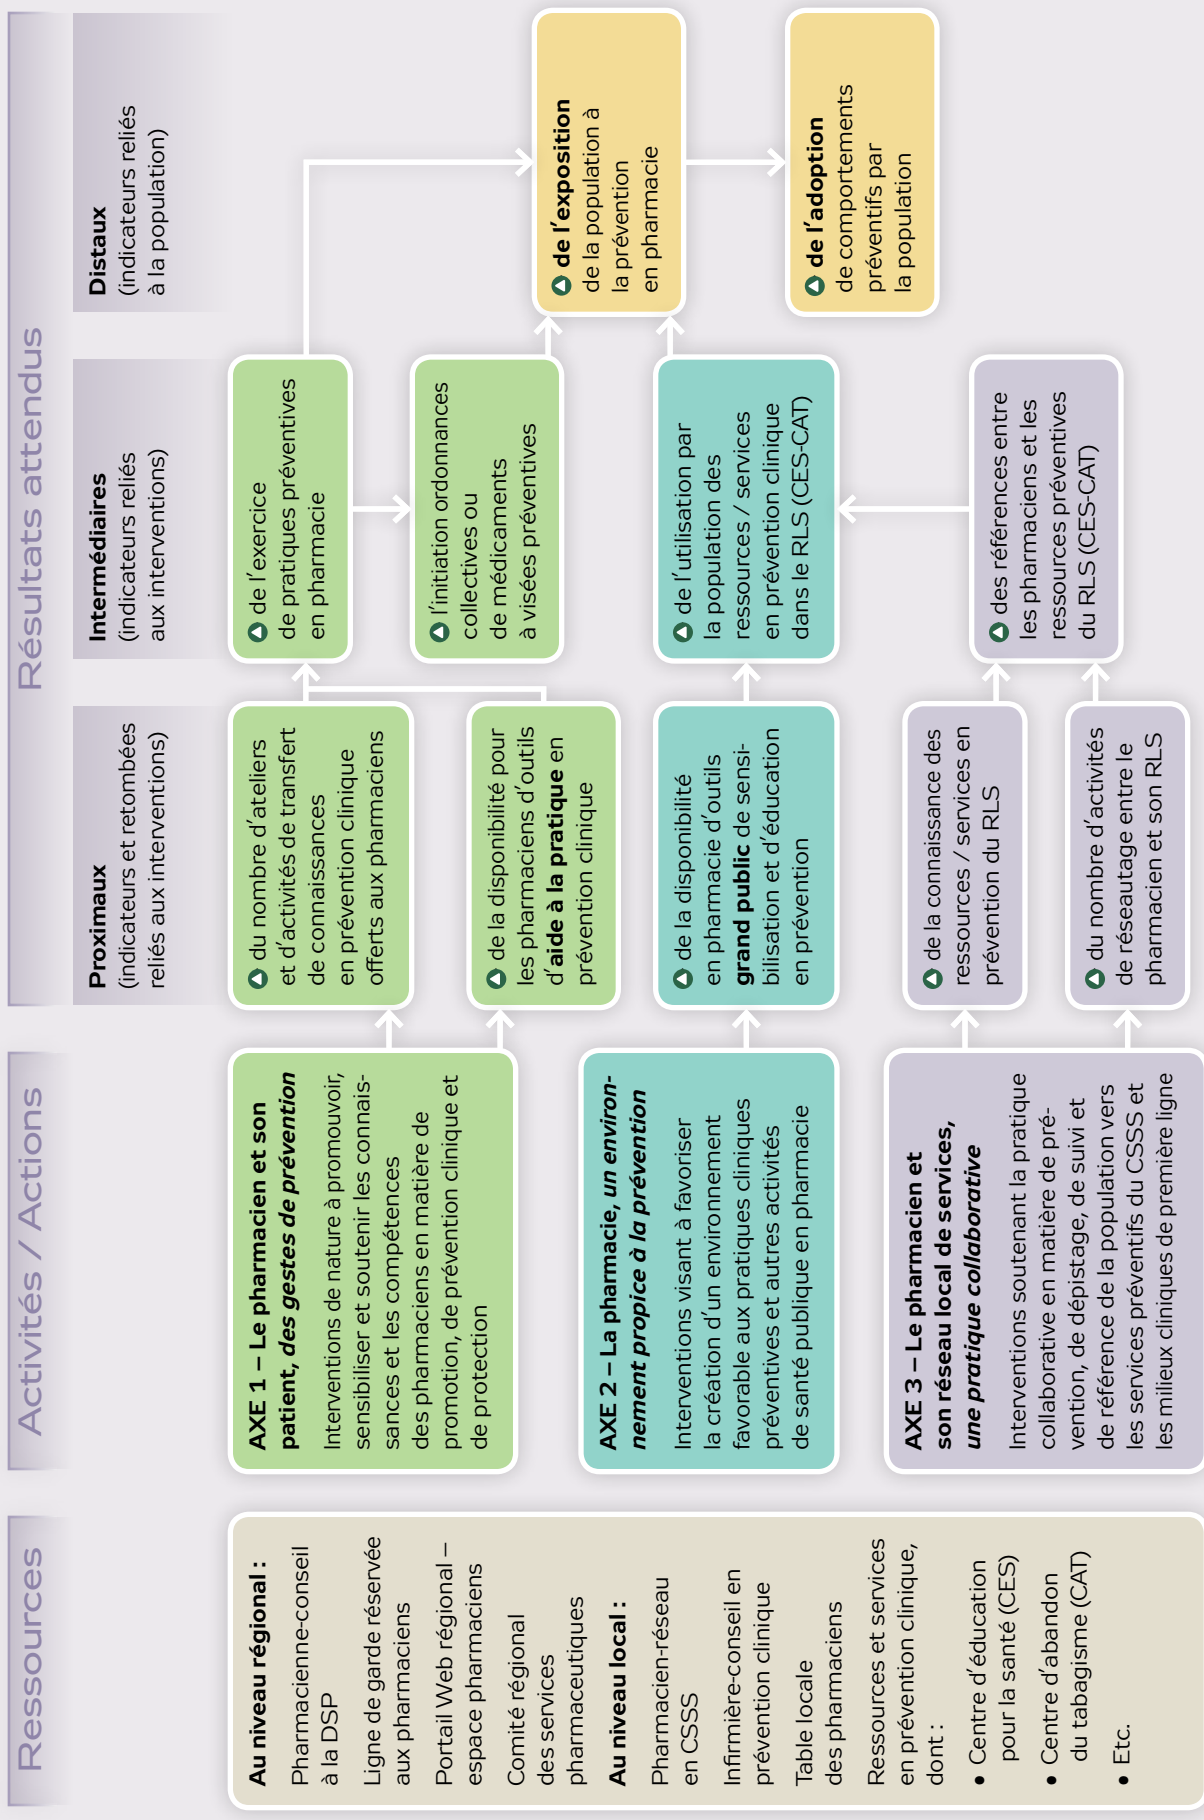 Ressources
Activités / Actions
Résultats attendus
Proximaux
(indicateurs et retombées
reliés aux interventions)
Intermédiaires
(indicateurs reliés
aux interventions)
Distaux
(indicateurs reliés
à la population)
Au niveau régional :
Pharmacienne-conseil
à la DSP
Ligne de garde réservée
aux pharmaciens
Portail Web régional –
espace pharmaciens
Comité régional
des services
pharmaceutiques
Au niveau local :
Pharmacien-réseau
en CSSS
Infirmière-conseil en
prévention clinique
Table locale
des pharmaciens
Ressources et services
en prévention clinique,
dont :
• Centre d'éducation
pour la santé (CES)
• Centre d'abandon
du tabagisme (CAT)
• Etc.
AXE 1 – Le pharmacien et son
patient, des gestes de prévention
Interventions de nature à promouvoir,
sensibiliser et soutenir les connais-
sances et les compétences
des pharmaciens en matière de
promotion, de prévention clinique et
de protection
AXE 2 – La pharmacie, un environ-
nement propice à la prévention
Interventions visant à favoriser
la création d'un environnement
favorable aux pratiques cliniques
préventives et autres activités
de santé publique en pharmacie
AXE 3 – Le pharmacien et
son réseau local de services,
une pratique collaborative
Interventions soutenant la pratique
collaborative en matière de pré-
vention, de dépistage, de suivi et
de référence de la population vers
les services préventifs du CSSS et
les milieux cliniques de première ligne
du nombre d'ateliers
et d'activités de transfert
de connaissances
en prévention clinique
offerts aux pharmaciens
de la disponibilité pour
les pharmaciens d'outils
d'aide à la pratique en
prévention clinique
de la disponibilité
en pharmacie d'outils
grand public de sensi-
bilisation et d'éducation
en prévention
de la connaissance des
ressources / services en
prévention du RLS
du nombre d'activités
de réseautage entre le
pharmacien et son RLS
de l'exercice
de pratiques préventives
en pharmacie
l'initiation ordonnances
collectives ou
de médicaments
à visées préventives
de l'utilisation par
la population des
ressources / services
en prévention clinique
dans le RLS (CES-CAT)
des références entre
les pharmaciens et les
ressources préventives
du RLS (CES-CAT)
de l'exposition
de la population à
la prévention
en pharmacie
de l'adoption
de comportements
préventifs par
la population